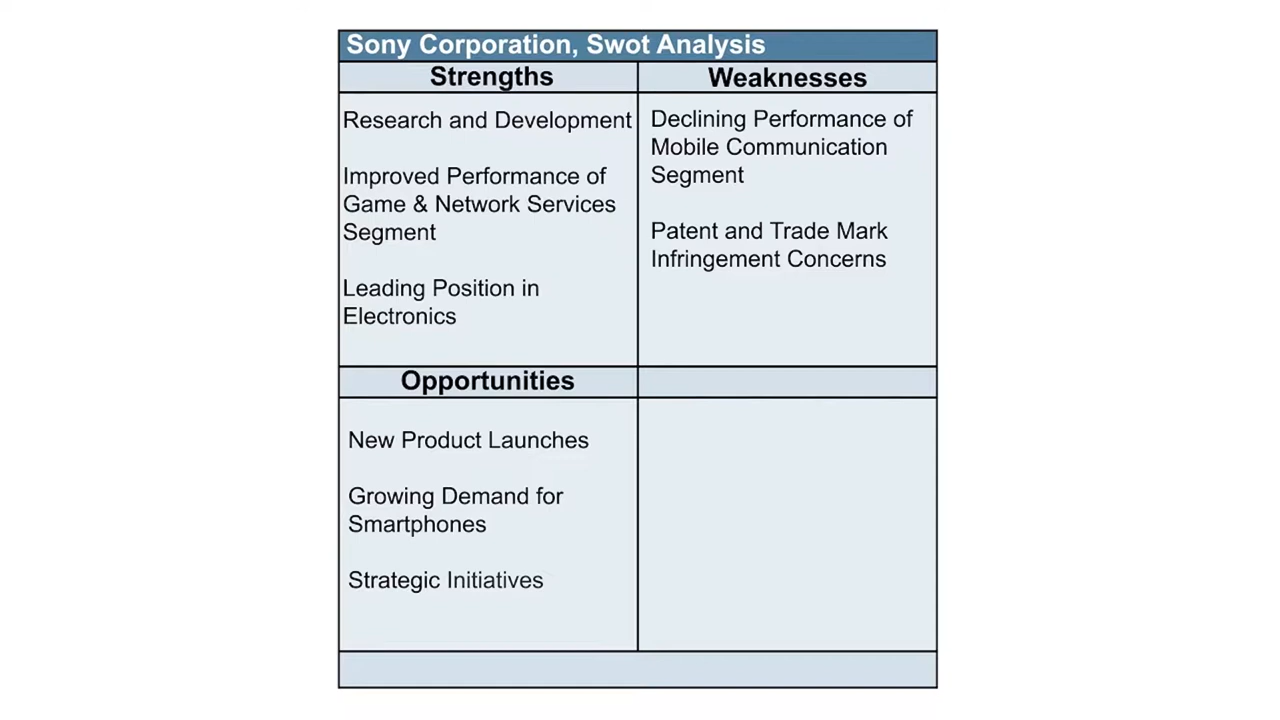 Sony Corporation, Swot Analysis
Strengths
Research and Development
Improved Performance of
Game & Network Services
Segment
Leading Position in
Electronics
Weaknesses
Declining Performance of
Mobile Communication
Segment
Patent and Trade Mark
Infringement Concerns
Opportunities
New Product Launches
Growing Demand for
Smartphones
Strategic Initiatives